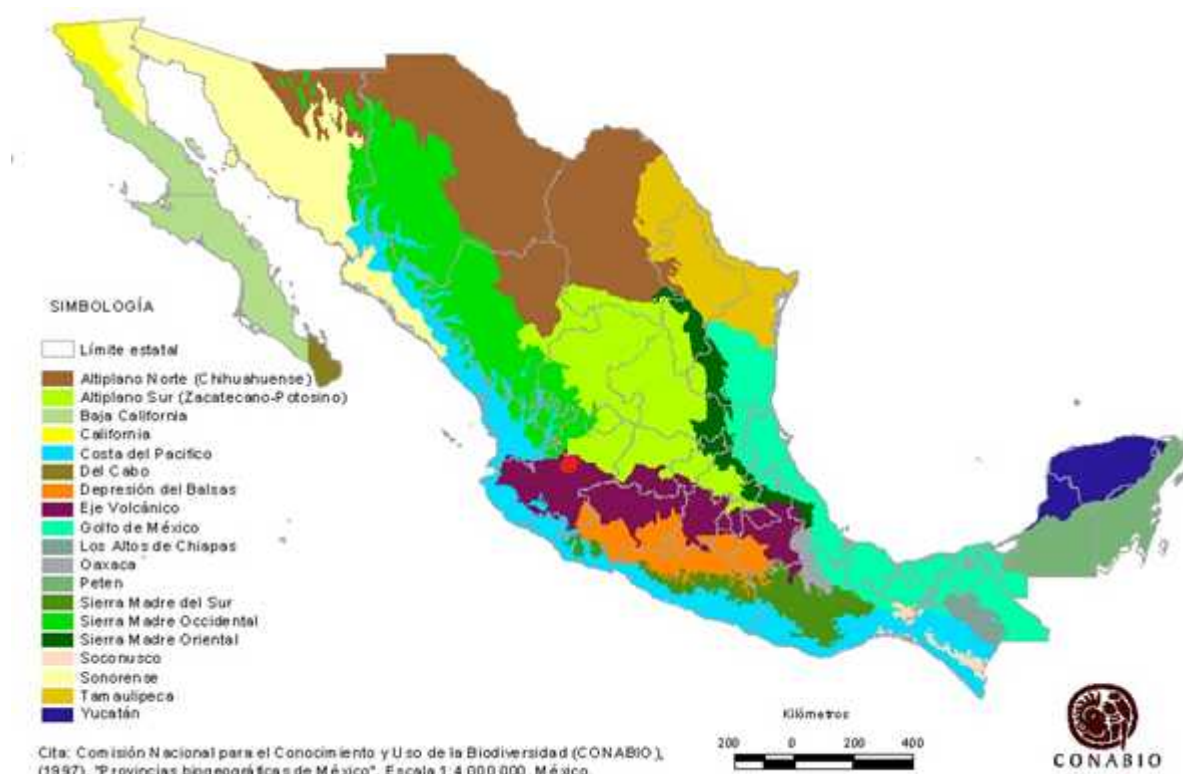 SIMBOLOGÍA
Límite estatal
Altiplano Norte (Chihuahuense)
Altiplano Sur (Zacatecano-Potosino)
Baja California
California
Costa del Pacífico
Del Cabo
Depresión del Balsas
Eje Volcánico
Golfo de México
Los Altos de Chiapas
Oaxaca
Peten
Sierra Madre del Sur
Sierra Madre Occidental
Sierra Madre Oriental
Soconusco
Sonorense
Tamaulipeca
Yucatán
Kilómetros
200 0 200 400
CONABIO
Cita: Comisión Nacional para el Conocimiento y Uso de la Biodiversidad (CONABIO),
(1997). "Provincias biogeográficas de México". Escala 1:4 000 000. México.